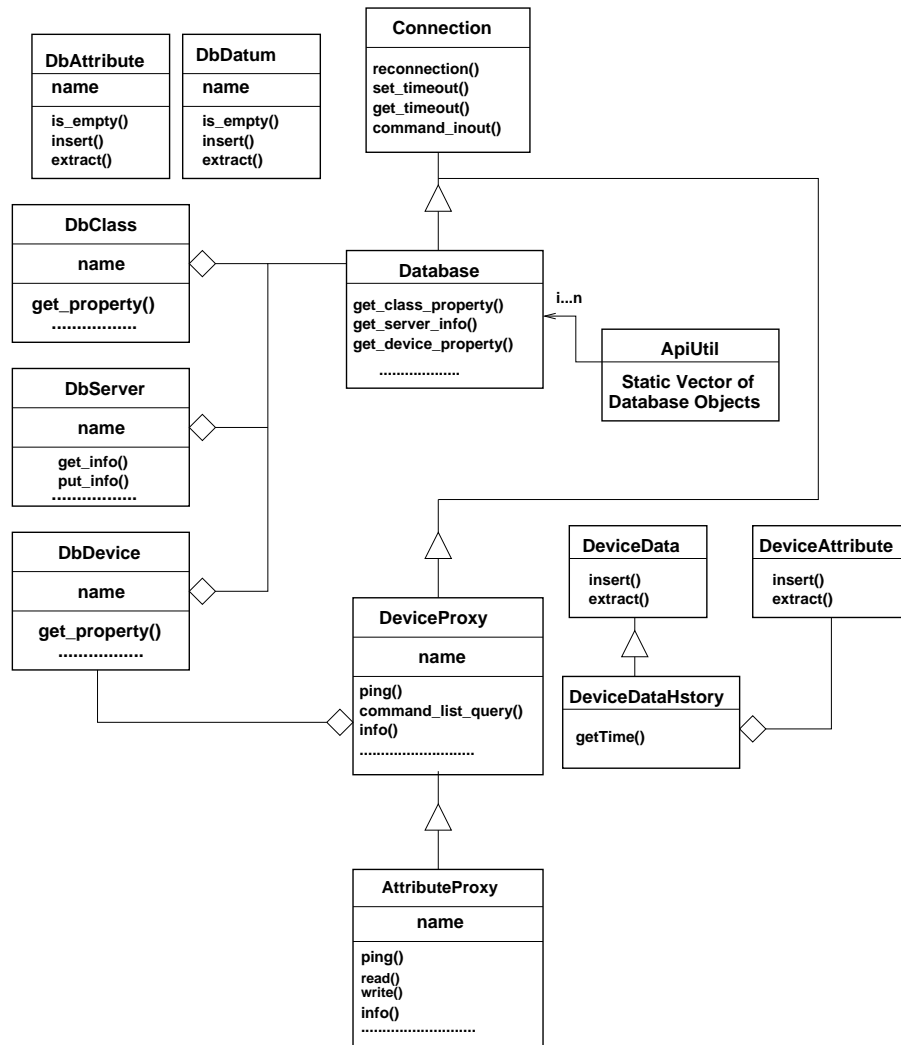 Connection
reconnection()
set_timeout()
get_timeout()
command_inout()
DbAttribute
name
is_empty()
insert()
extract()
DbDatum
name
is_empty()
insert()
extract()
DbClass
name
get_property()
.................
Database
get_class_property()
get_server_info()
get_device_property()
....................
i...n
ApiUtil
Static Vector of
Database Objects
DbServer
name
get_info()
put_info()
.................
DbDevice
name
get_property()
.................
DeviceProxy
name
ping()
command_list_query()
info()
...........................
DeviceData
insert()
extract()
DeviceAttribute
insert()
extract()
DeviceDataHstory
getTime()
AttributeProxy
name
ping()
read()
write()
info()
...........................